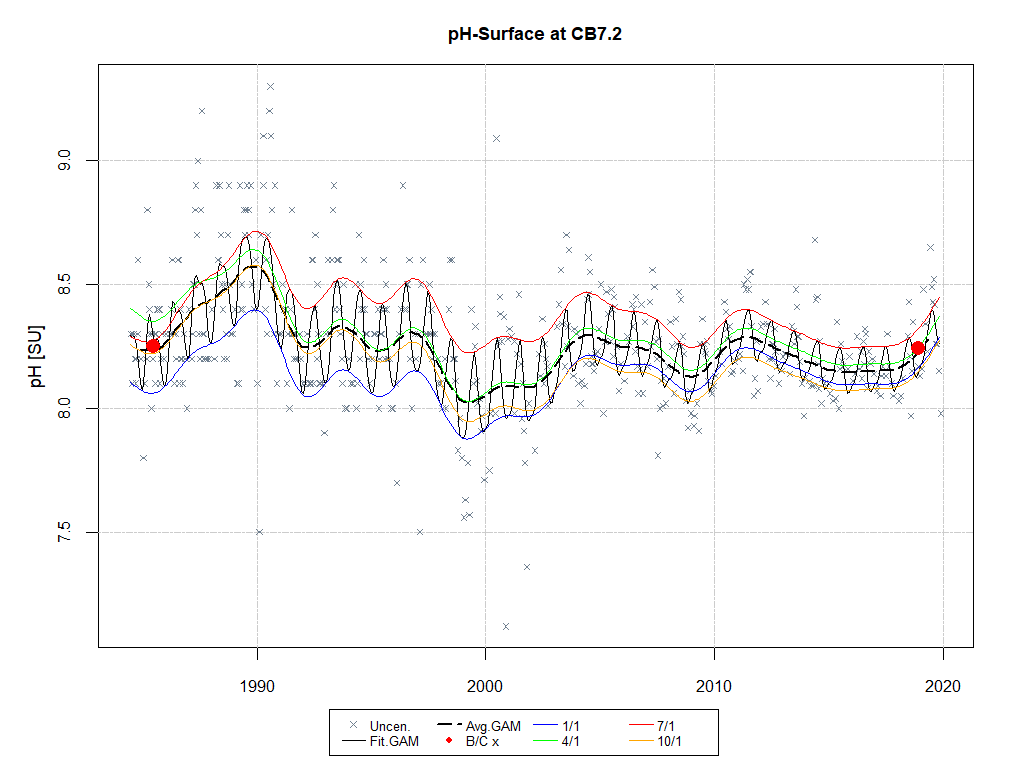 pH-Surface at CB7.2
pH [SU]
9.0
8.5
8.0
7.5
1990
2000
2010
2020
Uncen.
Avg.GAM
1/1
7/1
Fit.GAM
B/C x
4/1
10/1